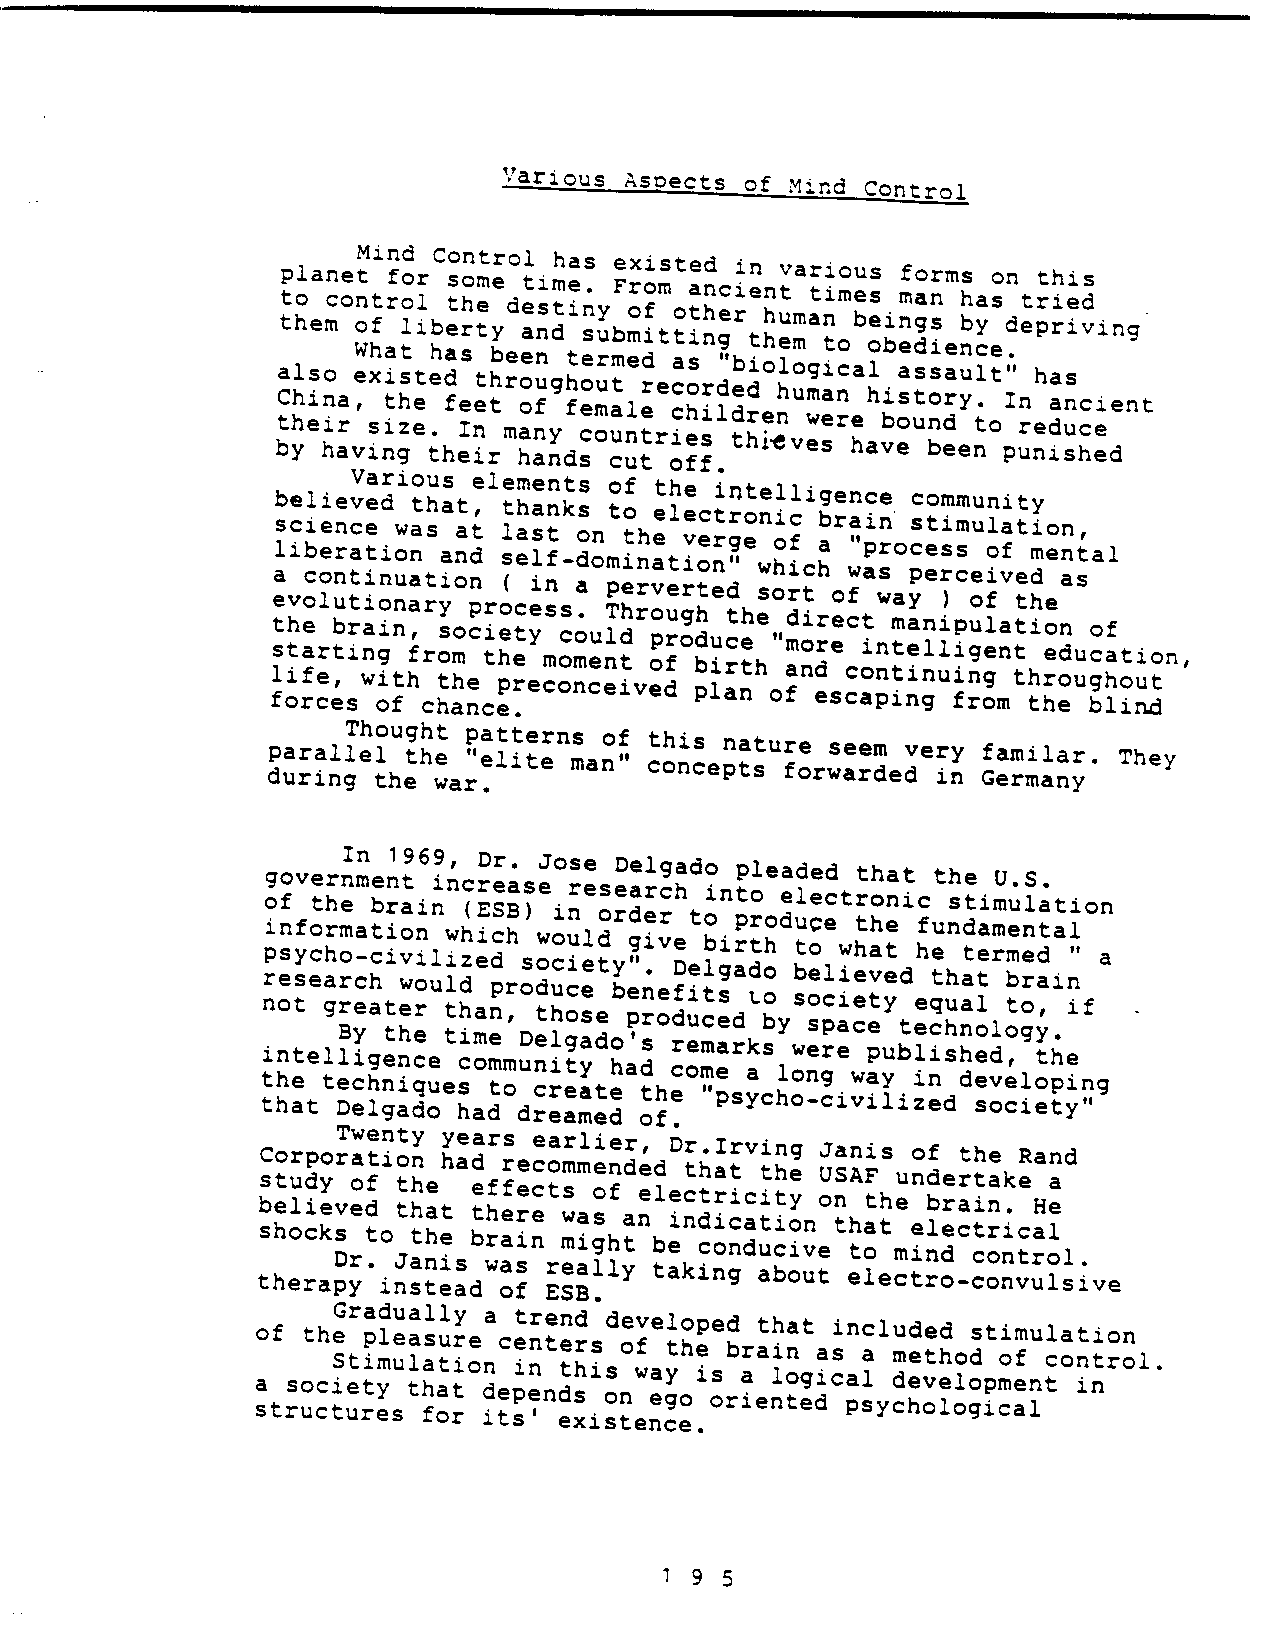 Various Aspects of Mind Control
Mind Control has existed in various forms on this
planet for some time. From ancient times man has tried
to control the destiny of other human beings by depriving
them of liberty and submitting them to obedience.
What has been termed as "biological assault" has
also existed throughout recorded human history. In ancient
China, the feet of female children were bound to reduce
their size. In many countries thieves have been punished
by having their hands cut off.
Various elements of the intelligence community
believed that, thanks to electronic brain stimulation,
science was at last on the verge of a "process of mental
liberation and self-domination" which was perceived as
a continuation ( in a perverted sort of way ) of the
evolutionary process. Through the direct manipulation of
the brain, society could produce "more intelligent education,
starting from the moment of birth and continuing throughout
life, with the preconceived plan of escaping from the blind
forces of chance.
Thought patterns of this nature seem very familar. They
parallel the "elite man" concepts forwarded in Germany
during the war.
In 1969, Dr. Jose Delgado pleaded that the U.S.
government increase research into electronic stimulation
of the brain (ESB) in order to produce the fundamental
information which would give birth to what he termed " a
psycho-civilized society". Delgado believed that brain
research would produce benefits to society equal to, if
not greater than, those produced by space technology.
By the time Delgado's remarks were published, the
intelligence community had come a long way in developing
the techniques to create the "psycho-civilized society"
that Delgado had dreamed of.
Twenty years earlier, Dr.Irving Janis of the Rand
Corporation had recommended that the USAF undertake a
study of the effects of electricity on the brain. He
believed that there was an indication that electrical
shocks to the brain might be conducive to mind control.
Dr. Janis was really taking about electro-convulsive
therapy instead of ESB.
Gradually a trend developed that included stimulation
of the pleasure centers of the brain as a method of control.
Stimulation in this way is a logical development in
a society that depends on ego oriented psychological
structures for its' existence.
1 9 5